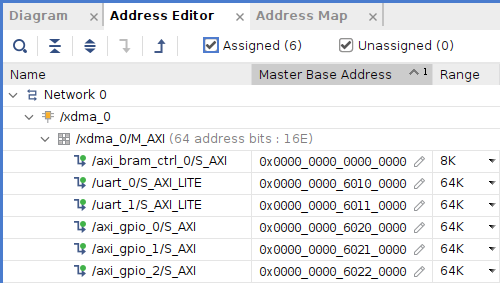 Diagram × Address Editor × Address Map ×
Assigned (6) Unassigned (0)
Name Master Base Address 1 Range
Network 0
/xdma_0
/xdma_0/M_AXI (64 address bits : 16E)
/axi_bram_ctrl_0/S_AXI 0x0000_0000_0000_0000 8K
/uart_0/S_AXI_LITE 0x0000_0000_6010_0000 64K
/uart_1/S_AXI_LITE 0x0000_0000_6011_0000 64K
/axi_gpio_0/S_AXI 0x0000_0000_6020_0000 64K
/axi_gpio_1/S_AXI 0x0000_0000_6021_0000 64K
/axi_gpio_2/S_AXI 0x0000_0000_6022_0000 64K